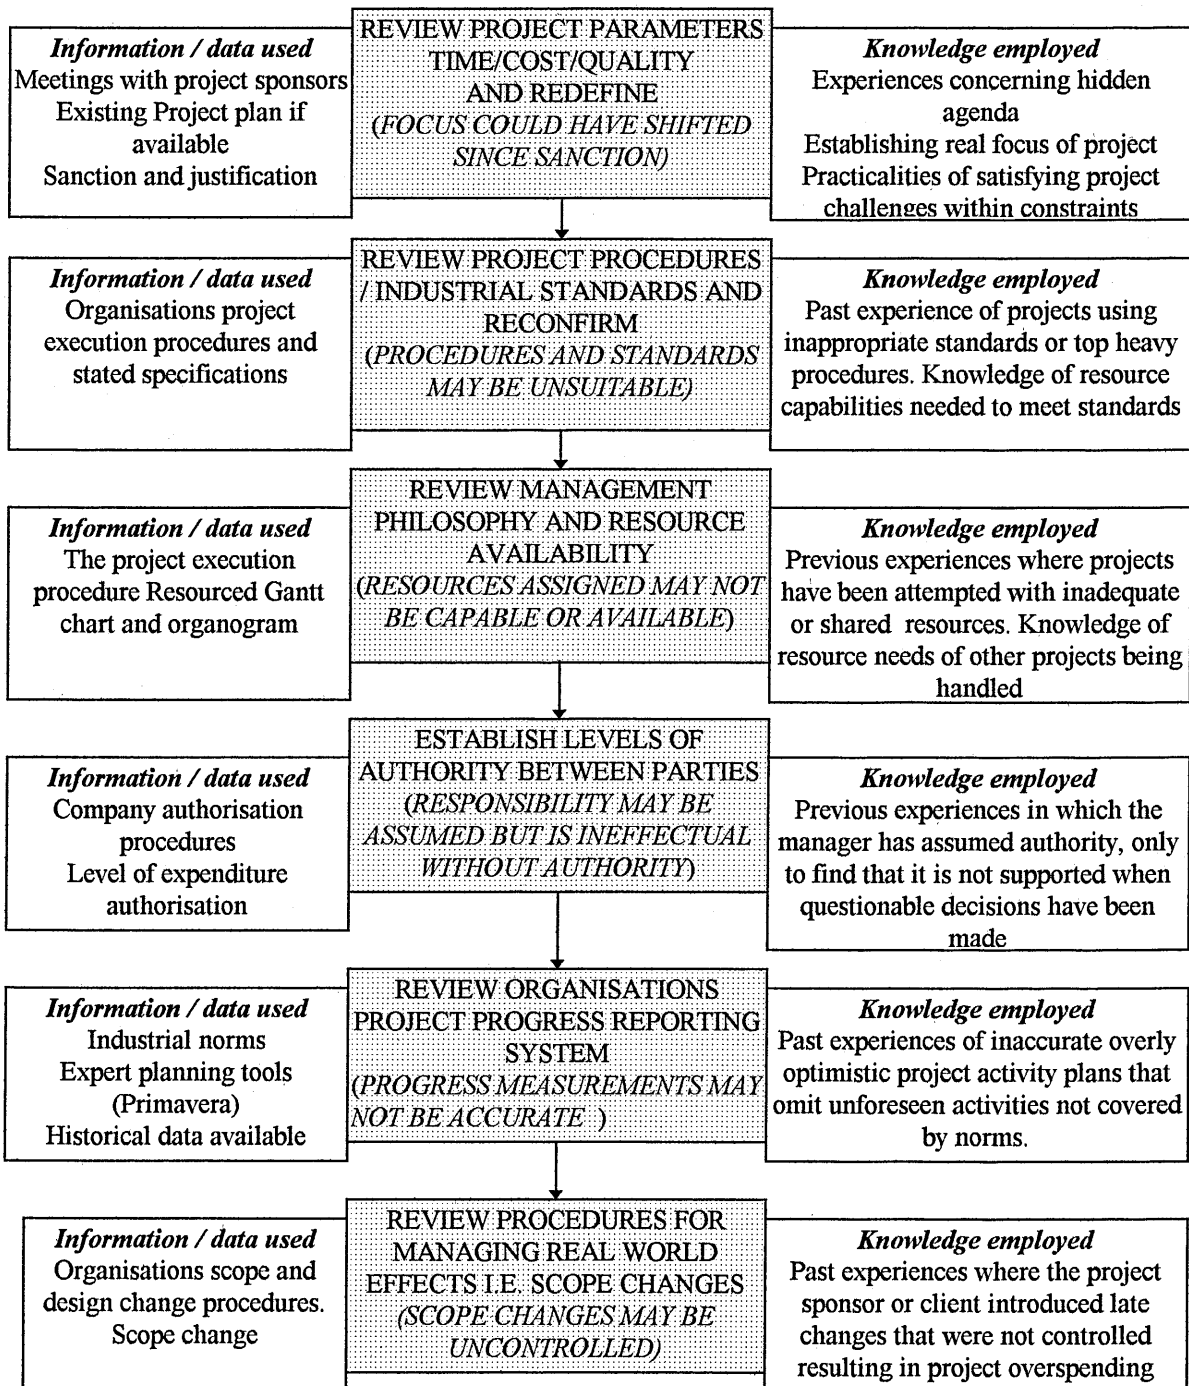 Information / data used
Meetings with project sponsors
Existing Project plan if
available
Sanction and justification
REVIEW PROJECT PARAMETERS
TIME/COST/QUALITY
AND REDEFINE
(FOCUS COULD HAVE SHIFTED
SINCE SANCTION)
Knowledge employed
Experiences concerning hidden
agenda
Establishing real focus of project
Practicalities of satisfying project
challenges within constraints
Information / data used
Organisations project
execution procedures and
stated specifications
REVIEW PROJECT PROCEDURES
/ INDUSTRIAL STANDARDS AND
RECONFIRM
(PROCEDURES AND STANDARDS
MAY BE UNSUITABLE)
Knowledge employed
Past experience of projects using
inappropriate standards or top heavy
procedures. Knowledge of resource
capabilities needed to meet standards
Information / data used
The project execution
procedure Resourced Gantt
chart and organogram
REVIEW MANAGEMENT
PHILOSOPHY AND RESOURCE
AVAILABILITY
(RESOURCES ASSIGNED MAY NOT
BE CAPABLE OR AVAILABLE)
Knowledge employed
Previous experiences where projects
have been attempted with inadequate
or shared resources. Knowledge of
resource needs of other projects being
handled
Information / data used
Company authorisation
procedures
Level of expenditure
authorisation
ESTABLISH LEVELS OF
AUTHORITY BETWEEN PARTIES
(RESPONSIBILITY MAY BE
ASSUMED BUT IS INEFFECTUAL
WITHOUT AUTHORITY)
Knowledge employed
Previous experiences in which the
manager has assumed authority, only
to find that it is not supported when
questionable decisions have been
made
Information / data used
Industrial norms
Expert planning tools
(Primavera)
Historical data available
REVIEW ORGANISATIONS
PROJECT PROGRESS REPORTING
SYSTEM
(PROGRESS MEASUREMENTS MAY
NOT BE ACCURATE )
Knowledge employed
Past experiences of inaccurate overly
optimistic project activity plans that
omit unforeseen activities not covered
by norms.
Information / data used
Organisations scope and
design change procedures.
Scope change
REVIEW PROCEDURES FOR
MANAGING REAL WORLD
EFFECTS I.E. SCOPE CHANGES
(SCOPE CHANGES MAY BE
UNCONTROLLED)
Knowledge employed
Past experiences where the project
sponsor or client introduced late
changes that were not controlled
resulting in project overspending